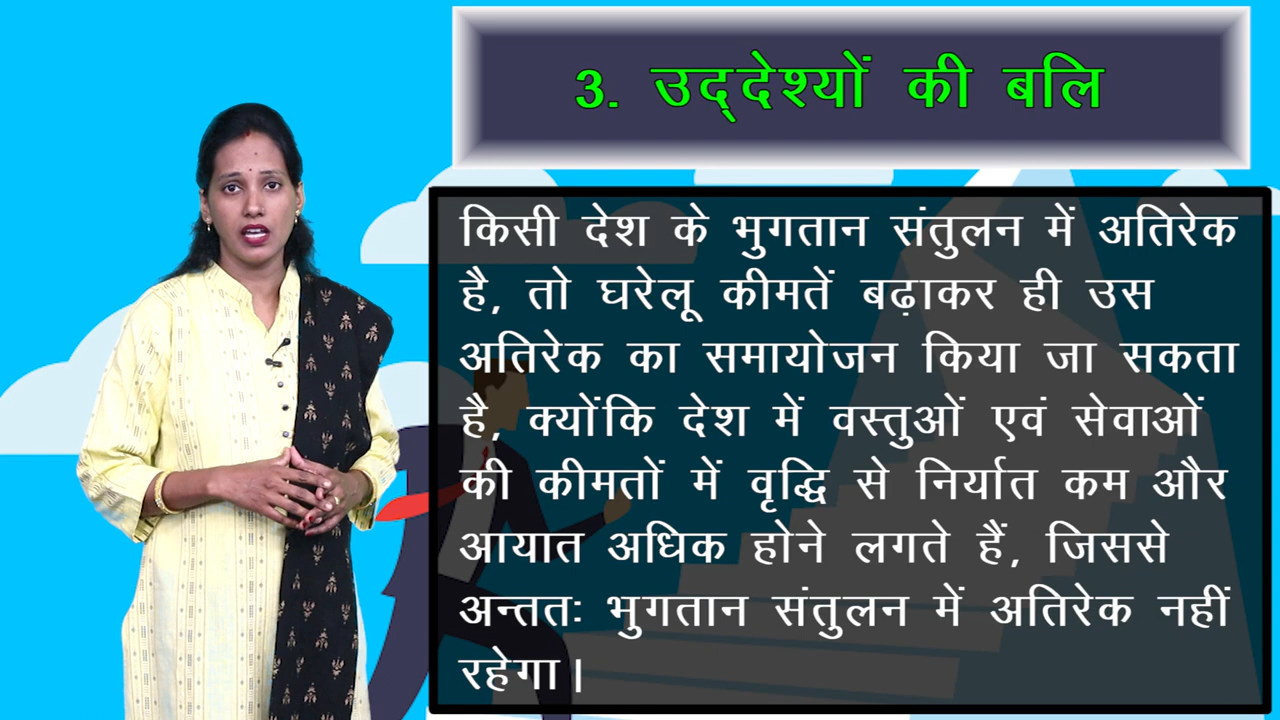 3. उद्देश्यों की बलि
किसी देश के भुगतान संतुलन में अतिरेक
है, तो घरेलू कीमतें बढ़ाकर ही उस
अतिरेक का समायोजन किया जा सकता
है, क्योंकि देश में वस्तुओं एवं सेवाओं
की कीमतों में वृद्धि से निर्यात कम और
आयात अधिक होने लगते हैं, जिससे
अन्ततः भुगतान संतुलन में अतिरेक नहीं
रहेगा।